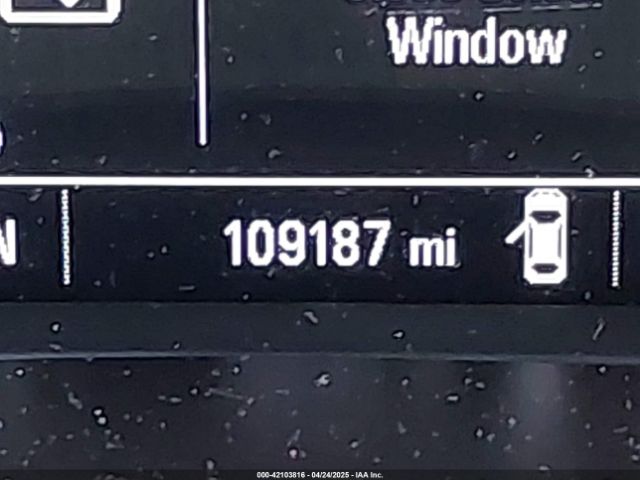 Window
N
109187 mi
000-42103816 - 04/24/2025 - IAA Inc.